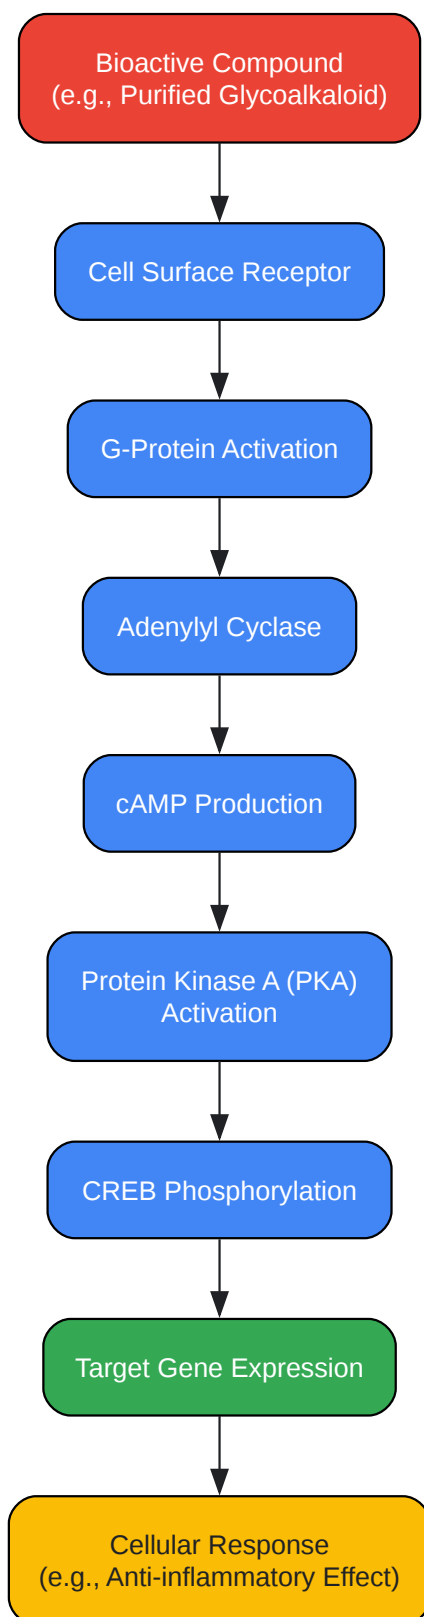 Bioactive Compound
(e.g., Purified Glycoalkaloid)
Cell Surface Receptor
G-Protein Activation
Adenylyl Cyclase
cAMP Production
Protein Kinase A (PKA)
Activation
CREB Phosphorylation
Target Gene Expression
Cellular Response
(e.g., Anti-inflammatory Effect)